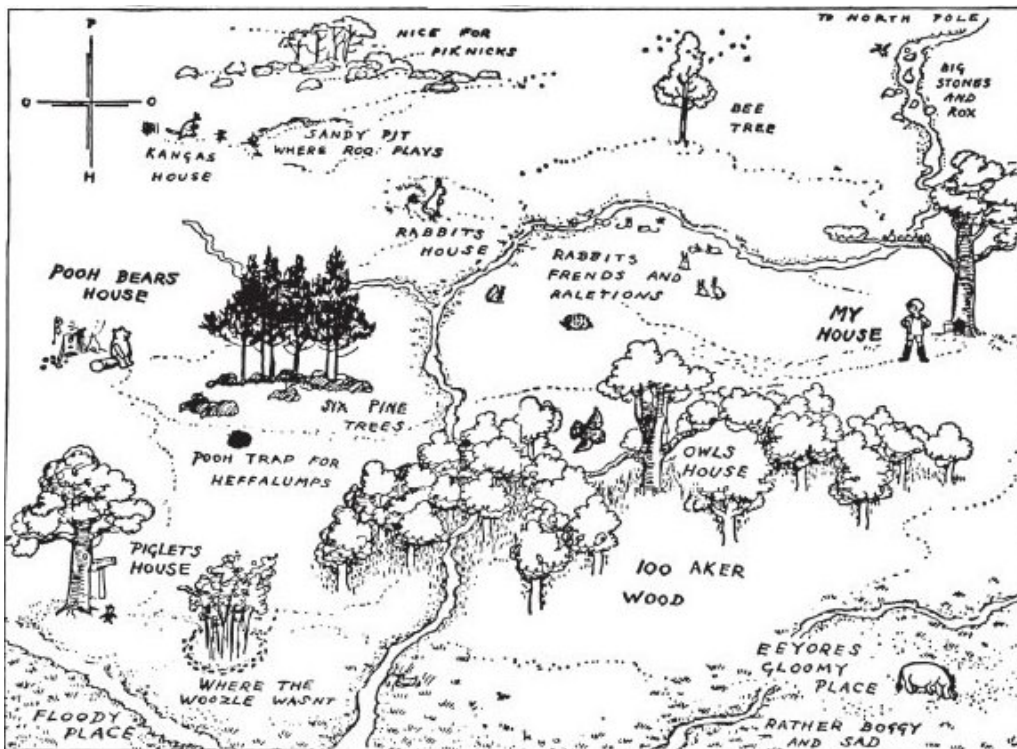 P
O
O
H
NICE FOR
PIKNICKS
TO NORTH POLE
BIG
STONES
AND
ROX
BEE
TREE
KANGAS
HOUSE
SANDY PIT
WHERE ROO PLAYS
RABBITS
HOUSE
RABBITS
FRENDS AND
RALETIONS
POOH BEARS
HOUSE
MY
HOUSE
SIX PINE
TREES
POOH TRAP FOR
HEFFALUMPS
OWLS
HOUSE
PIGLETS
HOUSE
100 AKER
WOOD
WHERE THE
WOOZLE WASNT
FLOODY
PLACE
EEYORES
GLOOMY
PLACE
RATHER BOGGY
AND SAD